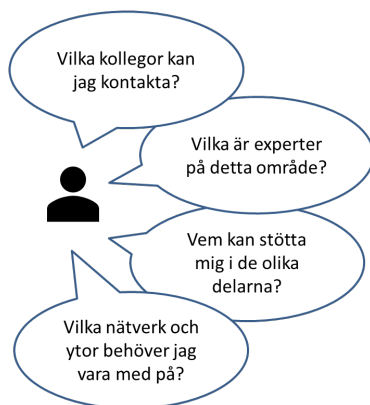 Vilka kollegor kan
jag kontakta?
Vilka är experter
på detta område?
Vem kan stötta
mig i de olika
delarna?
Vilka nätverk och
ytor behöver jag
vara med på?